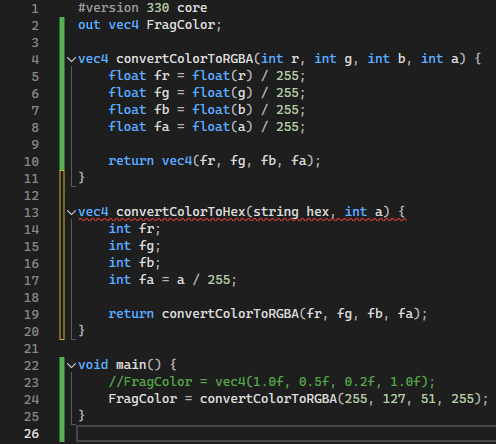 1 #version 330 core
2 out vec4 FragColor;
3
4 vec4 convertColorToRGBA(int r, int g, int b, int a) {
5     float fr = float(r) / 255;
6     float fg = float(g) / 255;
7     float fb = float(b) / 255;
8     float fa = float(a) / 255;
9
10     return vec4(fr, fg, fb, fa);
11 }
12
13 vec4 convertColorToHex(string hex, int a) {
14     int fr;
15     int fg;
16     int fb;
17     int fa = a / 255;
18
19     return convertColorToRGBA(fr, fg, fb, fa);
20 }
21
22 void main() {
23     //FragColor = vec4(1.0f, 0.5f, 0.2f, 1.0f);
24     FragColor = convertColorToRGBA(255, 127, 51, 255);
25 }
26